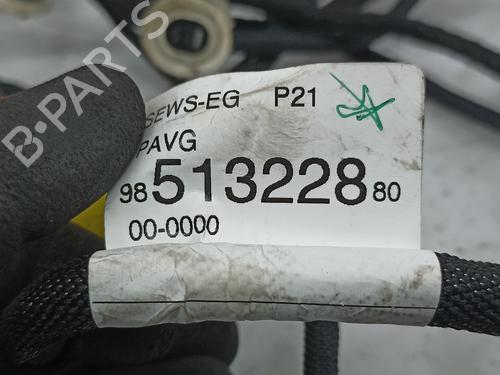 B·PARTS
SEWS-EG P21
PAVG
98 513228 80
00-0000